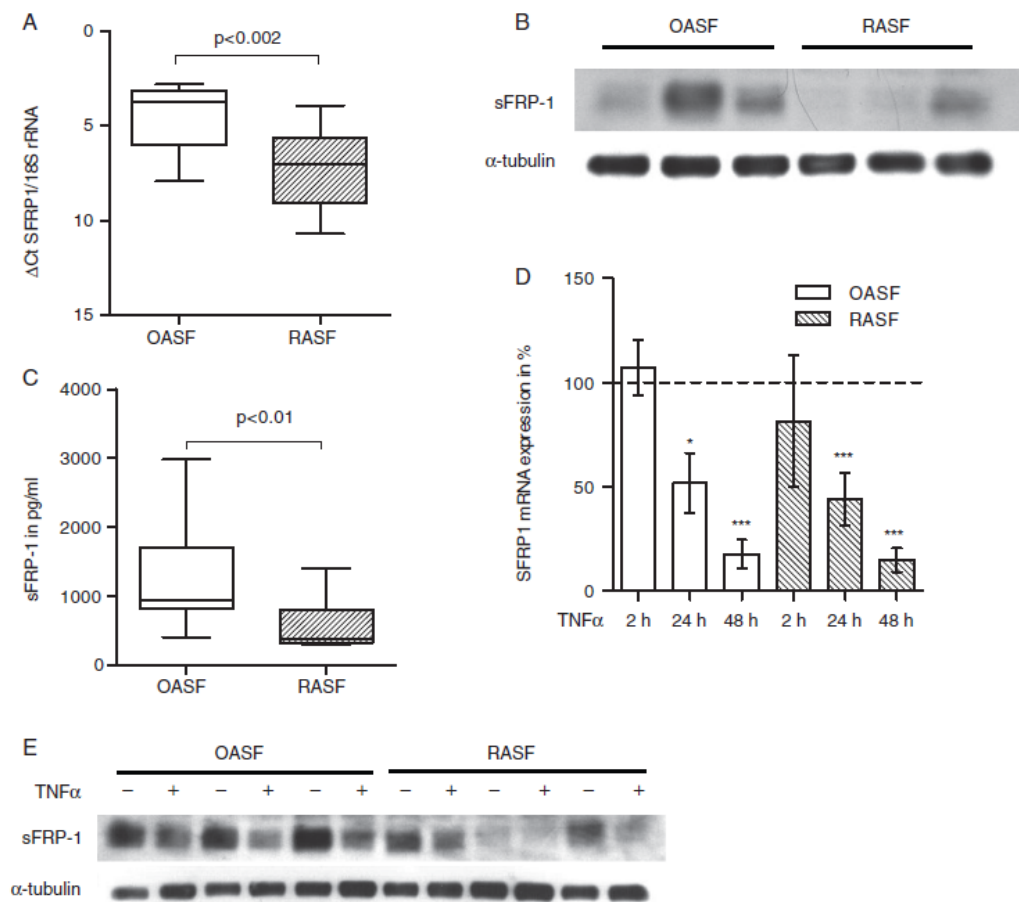 A
0
5
10
15
ΔCt SFRP1/18S rRNA
p<0.002
OASF
RASF
B
OASF
RASF
sFRP-1
α-tubulin
C
4000
3000
2000
1000
0
sFRP-1 in pg/ml
p<0.01
OASF
RASF
D
150
100
50
0
SFRP1 mRNA expression in %
OASF
RASF
*
***
***
***
TNFα 2 h 24 h 48 h 2 h 24 h 48 h
E
OASF
RASF
TNFα − + − + − + − + − + − +
sFRP-1
α-tubulin